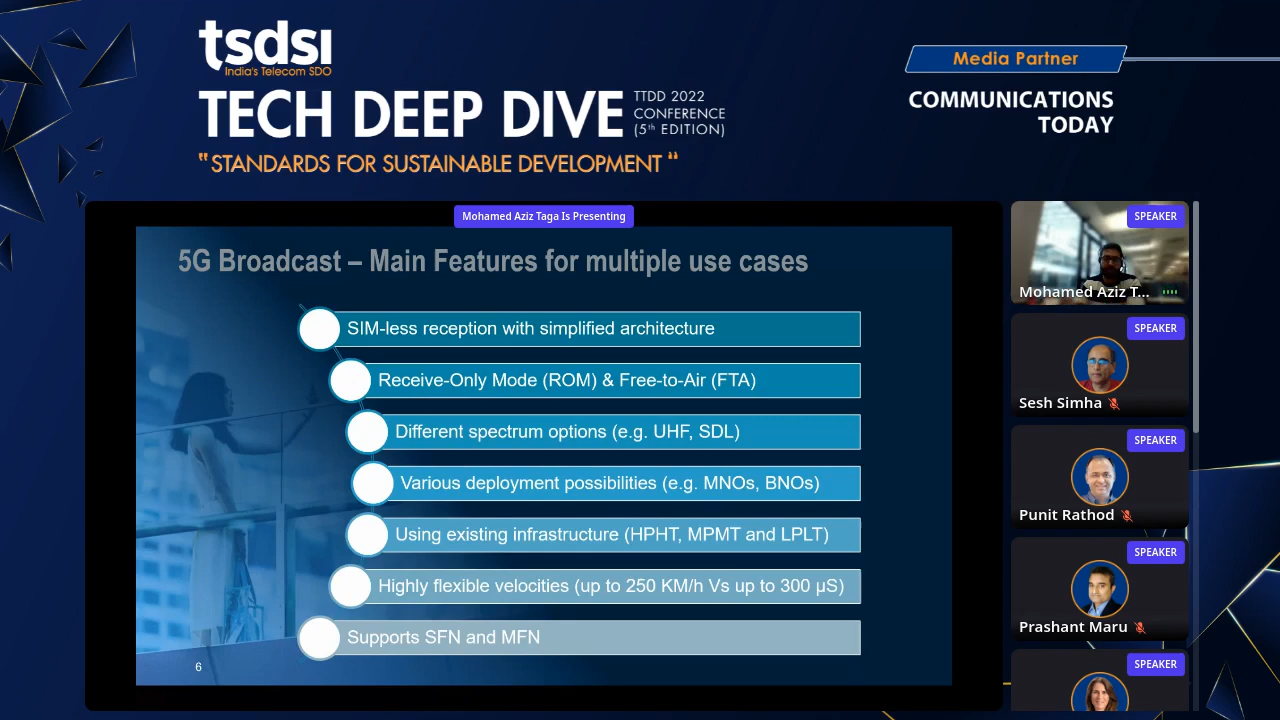 tsdsi
India's Telecom SDO
TECH DEEP DIVE
TTDD 2022
CONFERENCE
(5th EDITION)
"STANDARDS FOR SUSTAINABLE DEVELOPMENT"
Media Partner
COMMUNICATIONS
TODAY
Mohamed Aziz Taga Is Presenting
5G Broadcast – Main Features for multiple use cases
SIM-less reception with simplified architecture
Receive-Only Mode (ROM) & Free-to-Air (FTA)
Different spectrum options (e.g. UHF, SDL)
Various deployment possibilities (e.g. MNOs, BNOs)
Using existing infrastructure (HPHT, MPMT and LPLT)
Highly flexible velocities (up to 250 KM/h Vs up to 300 µS)
Supports SFN and MFN
6
SPEAKER
Mohamed Aziz T...
SPEAKER
Sesh Simha
SPEAKER
Punit Rathod
SPEAKER
Prashant Maru
SPEAKER